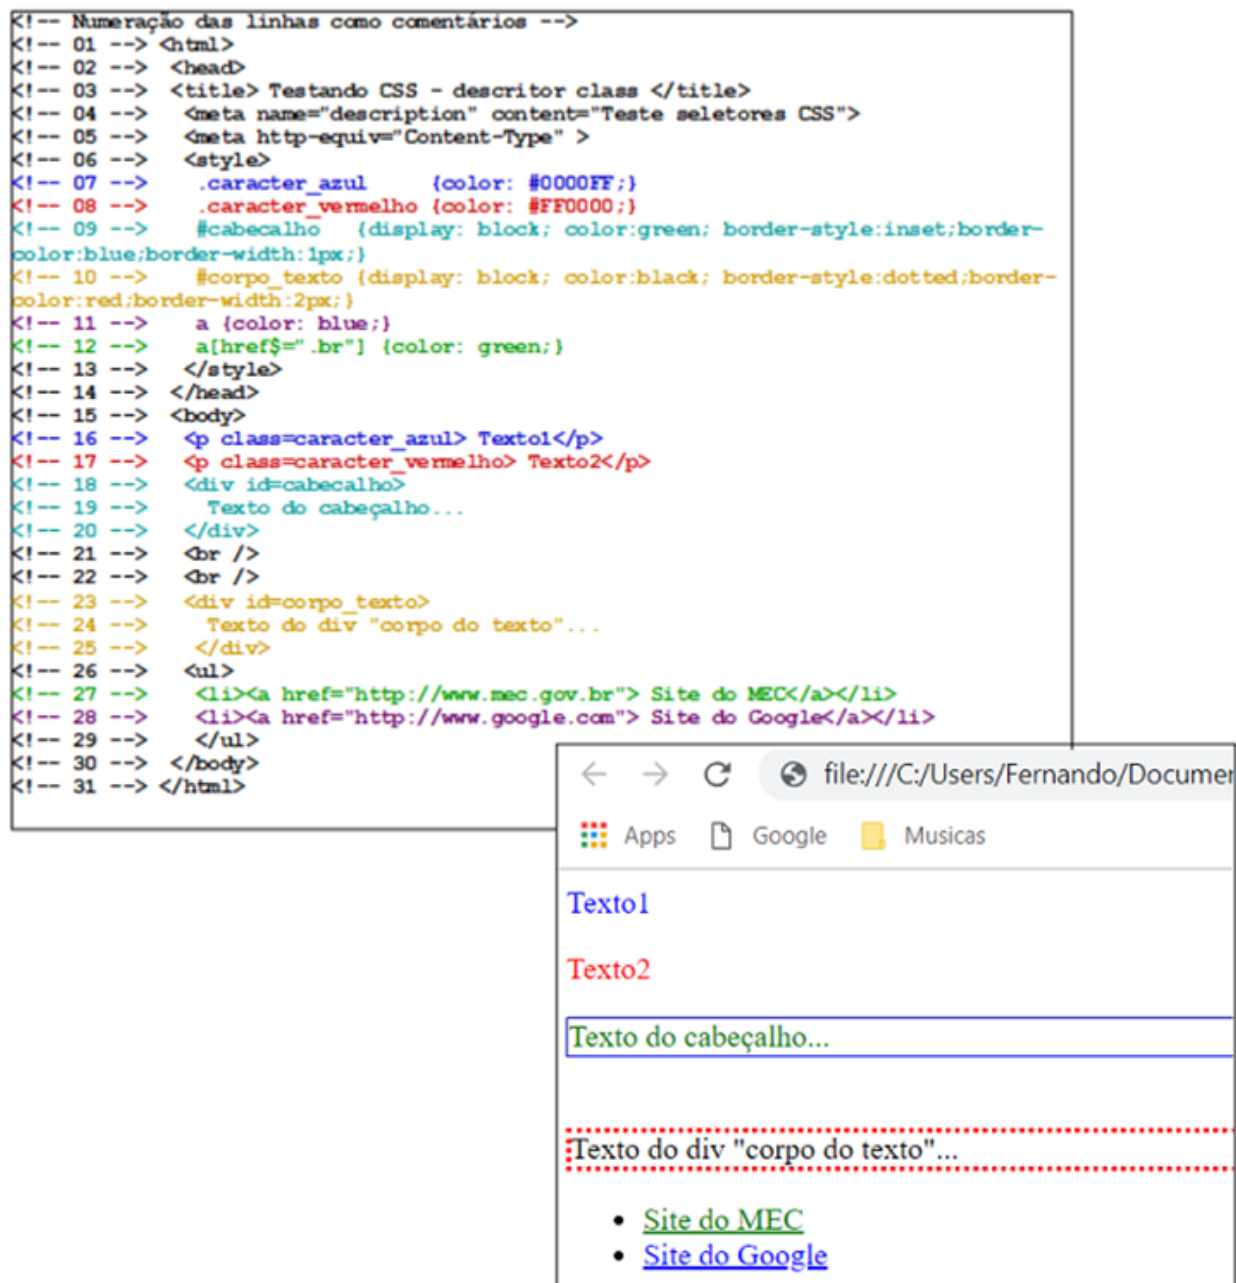 <!-- Numeração das linhas como comentários -->
<!-- 01 --> <html>
<!-- 02 -->  <head>
<!-- 03 -->  <title> Testando CSS - descritor class </title>
<!-- 04 -->   <meta name="description" content="Teste seletores CSS">
<!-- 05 -->   <meta http-equiv="Content-Type" >
<!-- 06 -->   <style>
<!-- 07 -->    .caracter_azul     {color: #0000FF;}
<!-- 08 -->    .caracter_vermelho {color: #FF0000;}
<!-- 09 -->    #cabecalho   {display: block; color:green; border-style:inset;border-
color:blue;border-width:1px;}
<!-- 10 -->    #corpo_texto {display: block; color:black; border-style:dotted;border-
color:red;border-width:2px;}
<!-- 11 -->    a {color: blue;}
<!-- 12 -->    a[href$=".br"] {color: green;}
<!-- 13 -->   </style>
<!-- 14 -->  </head>
<!-- 15 -->  <body>
<!-- 16 -->   <p class=caracter_azul> Texto1</p>
<!-- 17 -->   <p class=caracter_vermelho> Texto2</p>
<!-- 18 -->   <div id=cabecalho>
<!-- 19 -->     Texto do cabeçalho...
<!-- 20 -->   </div>
<!-- 21 -->   <br />
<!-- 22 -->   <br />
<!-- 23 -->   <div id=corpo_texto>
<!-- 24 -->     Texto do div "corpo do texto"...
<!-- 25 -->    </div>
<!-- 26 -->   <ul>
<!-- 27 -->    <li><a href="http://www.mec.gov.br"> Site do MEC</a></li>
<!-- 28 -->    <li><a href="http://www.google.com"> Site do Google</a></li>
<!-- 29 -->    </ul>
<!-- 30 -->  </body>
<!-- 31 --> </html>
file:///C:/Users/Fernando/Documer
Apps Google Musicas
Texto1
Texto2
Texto do cabeçalho...
Texto do div "corpo do texto"...
• Site do MEC
• Site do Google